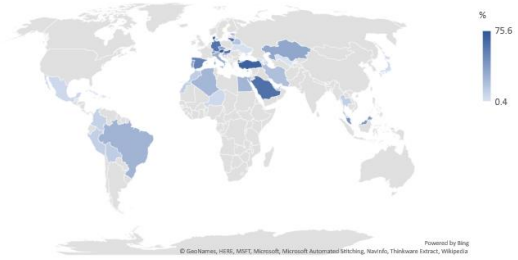 %
75.6
0.4
Powered by Bing
© GeoNames, HERE, MSFT, Microsoft, Microsoft Automated Stitching, Navinfo, Thinkware Extract, Wikipedia